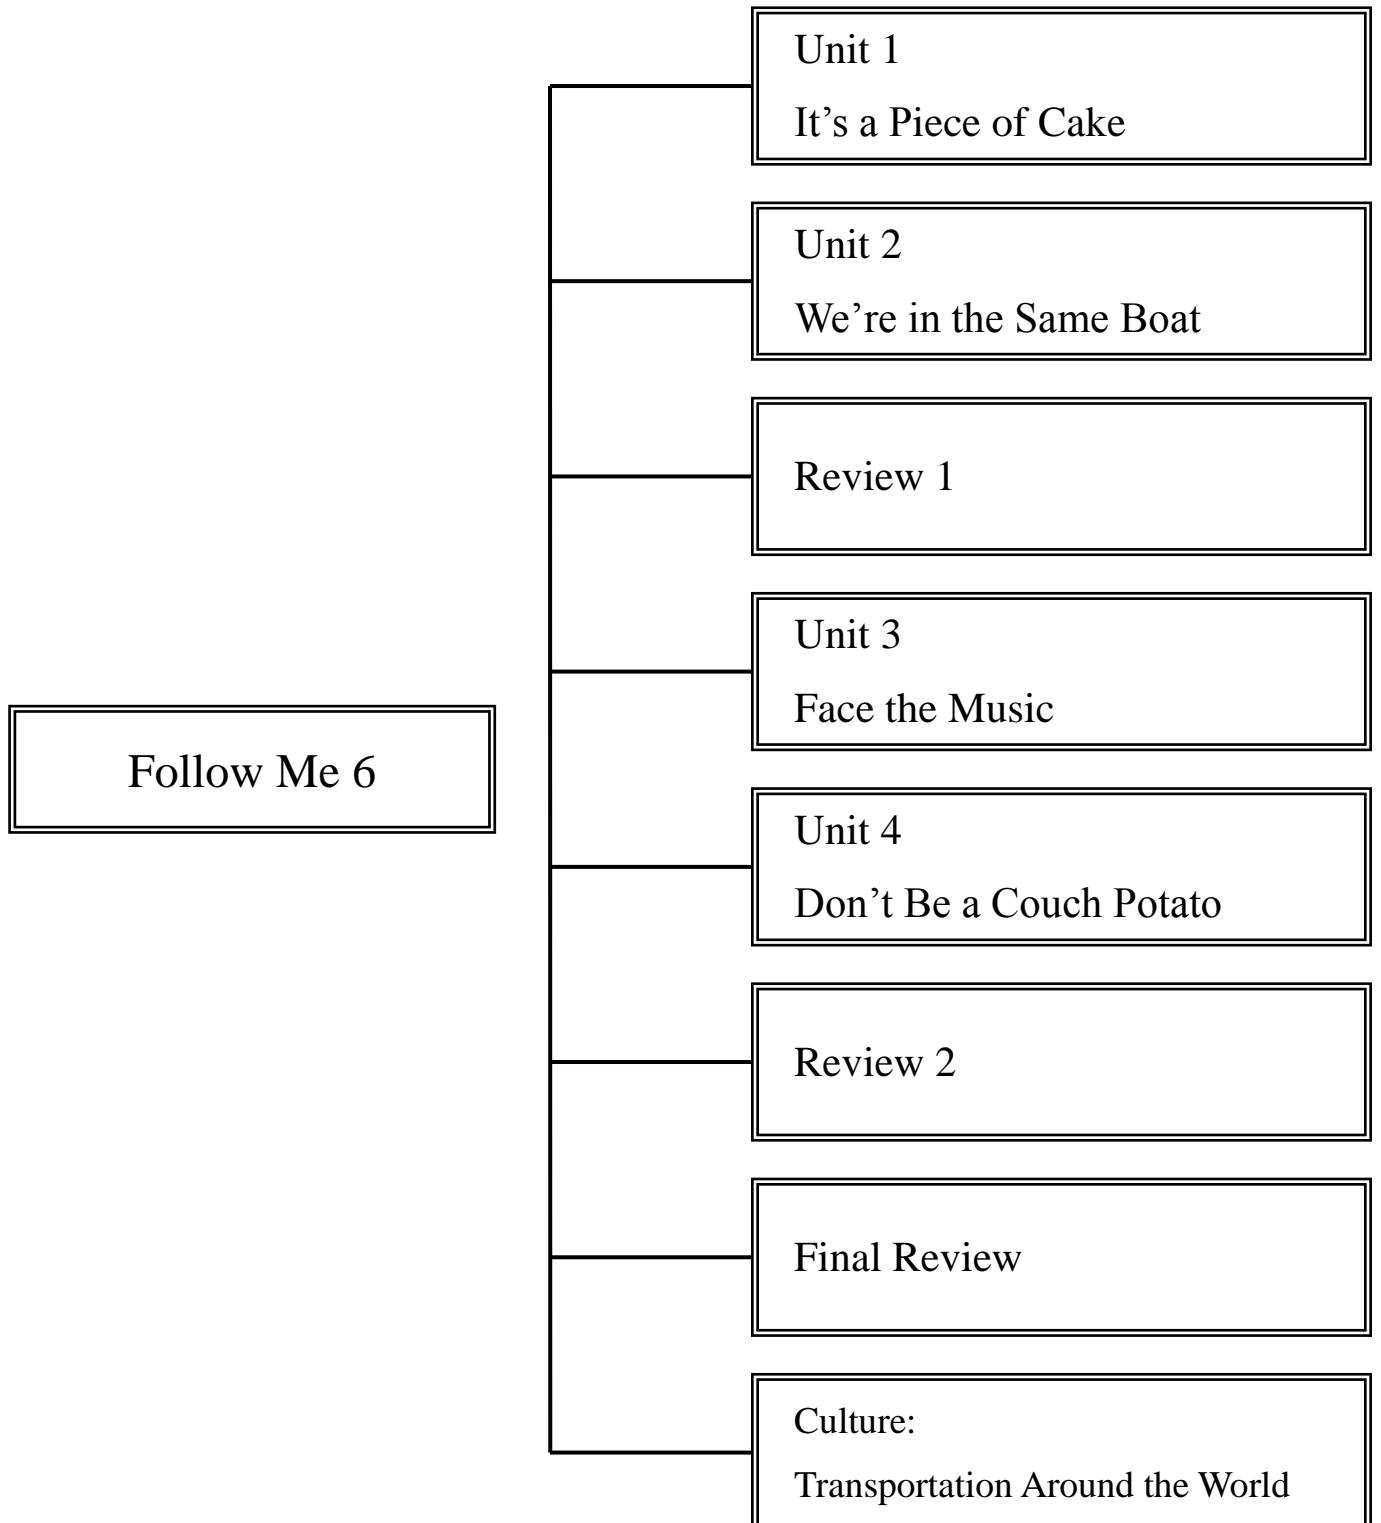 Unit 1
It’s a Piece of Cake
Unit 2
We’re in the Same Boat
Review 1
Unit 3
Face the Music
Follow Me 6
Unit 4
Don’t Be a Couch Potato
Review 2
Final Review
Culture:
Transportation Around the World